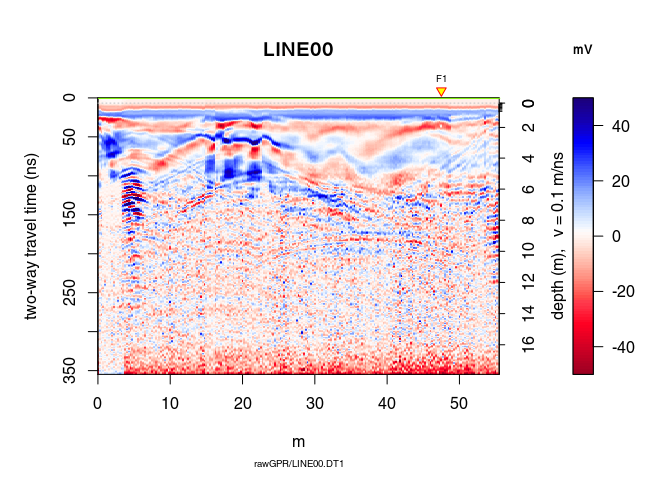 LINE00
mV
F1
0
50
150
250
350
two-way travel time (ns)
0
2
4
6
8
10
12
14
16
depth (m),   v = 0.1 m/ns
40
20
0
-20
-40
0 10 20 30 40 50
m
rawGPR/LINE00.DT1